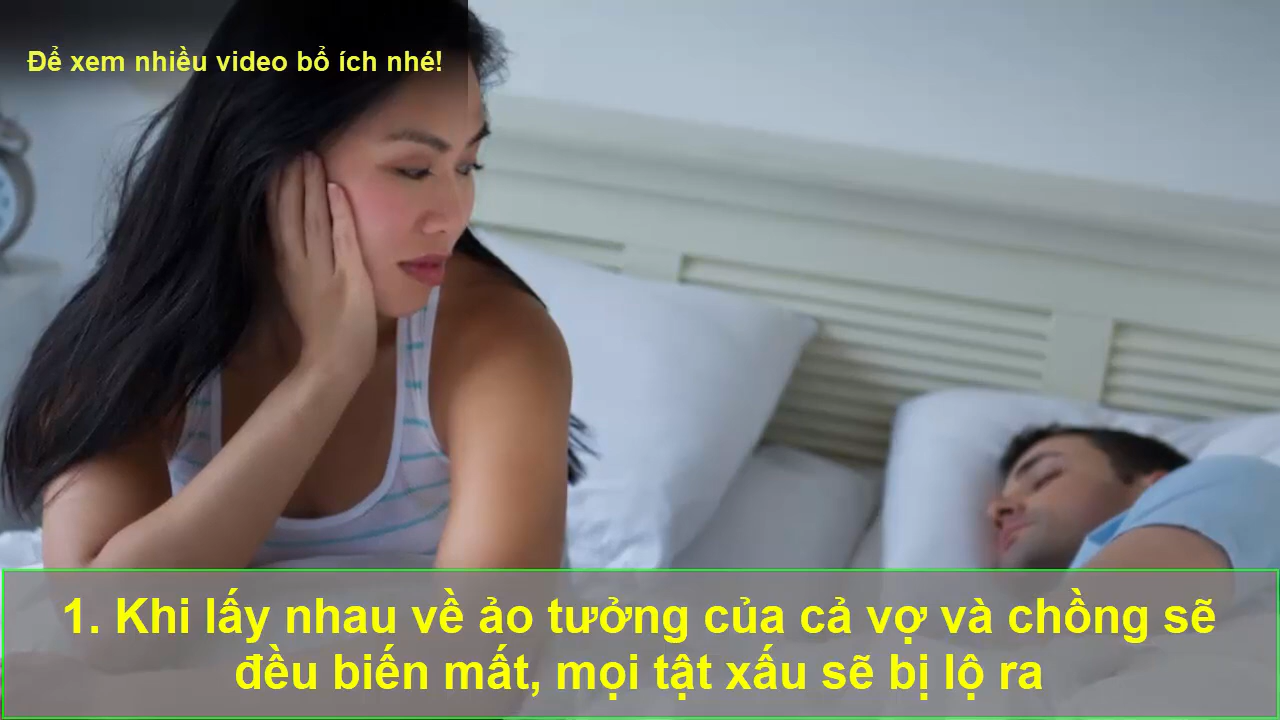 Để xem nhiều video bổ ích nhé!
1. Khi lấy nhau về ảo tưởng của cả vợ và chồng sẽ
đều biến mất, mọi tật xấu sẽ bị lộ ra